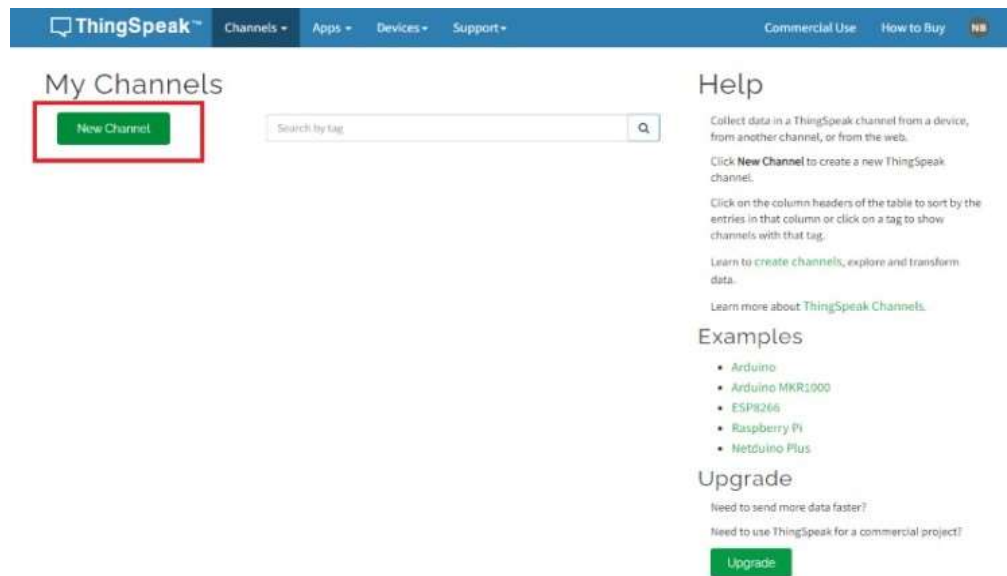 ThingSpeak™ Channels Apps Devices Support Commercial Use How to Buy NB
My Channels
New Channel
Search by tag
Help
Collect data in a ThingSpeak channel from a device,
from another channel, or from the web.
Click New Channel to create a new ThingSpeak
channel.
Click on the column headers of the table to sort by the
entries in that column or click on a tag to show
channels with that tag.
Learn to create channels, explore and transform
data.
Learn more about ThingSpeak Channels.
Examples
• Arduino
• Arduino MKR1000
• ESP8266
• Raspberry Pi
• Netduino Plus
Upgrade
Need to send more data faster?
Need to use ThingSpeak for a commercial project?
Upgrade